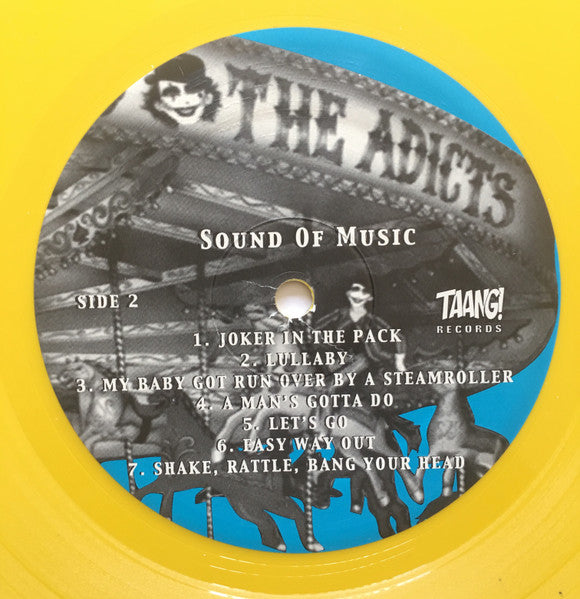 THE ADICTS
SOUND OF MUSIC
SIDE 2
TAANG!
RECORDS
1. JOKER IN THE PACK
2. LULLABY
3. MY BABY GOT RUN OVER BY A STEAMROLLER
4. A MAN'S GOTTA DO
5. LET'S GO
6. EASY WAY OUT
7. SHAKE, RATTLE, BANG YOUR HEAD